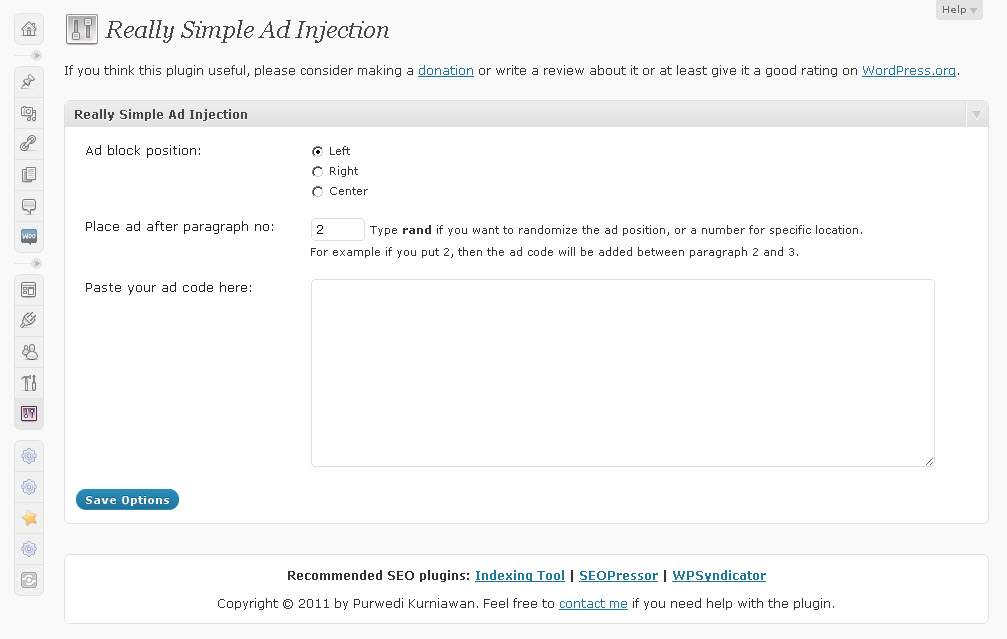 Help
Really Simple Ad Injection
If you think this plugin useful, please consider making a donation or write a review about it or at least give it a good rating on WordPress.org.
Really Simple Ad Injection
Ad block position:
Left
Right
Center
Place ad after paragraph no:
2 Type rand if you want to randomize the ad position, or a number for specific location.
For example if you put 2, then the ad code will be added between paragraph 2 and 3.
Paste your ad code here:
WOO
Save Options
Recommended SEO plugins: Indexing Tool | SEOPressor | WPSyndicator
Copyright © 2011 by Purwedi Kurniawan. Feel free to contact me if you need help with the plugin.